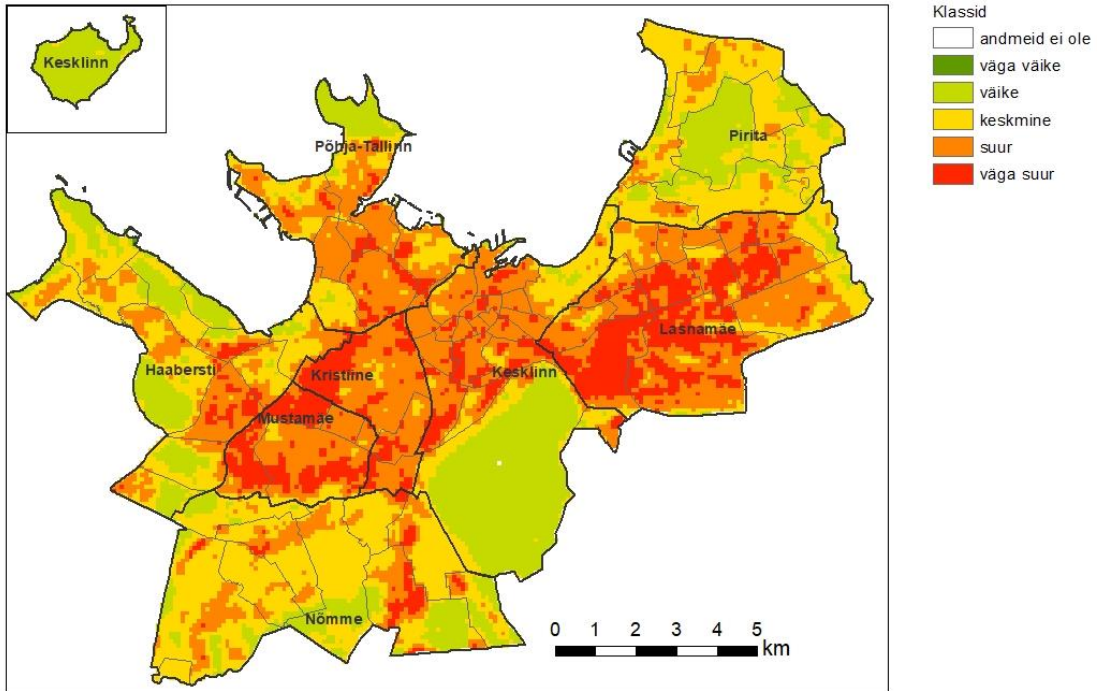 Klassid
andmeid ei ole
väga väike
väike
keskmine
suur
väga suur
Kesklinn
Põhja-Tallinn
Pirita
Lasnamäe
Haabersti
Kristiine
Kesklinn
Mustamäe
Nõmme
0 1 2 3 4 5
km